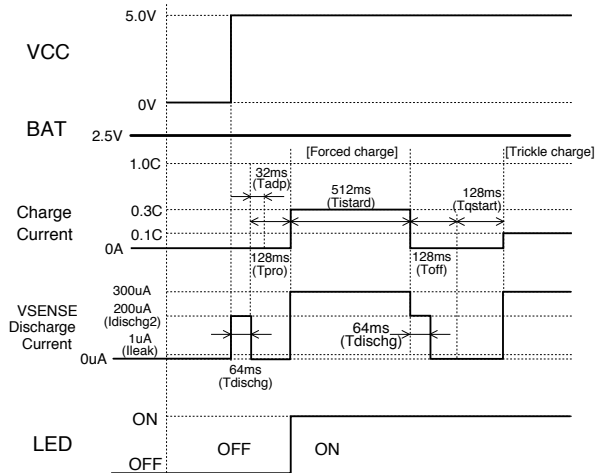 5.0V
VCC
0V
BAT
2.5V
[Forced charge]
[Trickle charge]
1.0C
32ms
(Tadp)
512ms
(Tistard)
128ms
(Tqstart)
Charge
Current
0.3C
0.1C
0A
128ms
(Tpro)
128ms
(Toff)
VSENSE
Discharge
Current
300uA
200uA
(Idischg2)
1uA
(Ileak)
0uA
64ms
(Tdischg)
64ms
(Tdischg)
LED
ON
OFF
OFF
ON